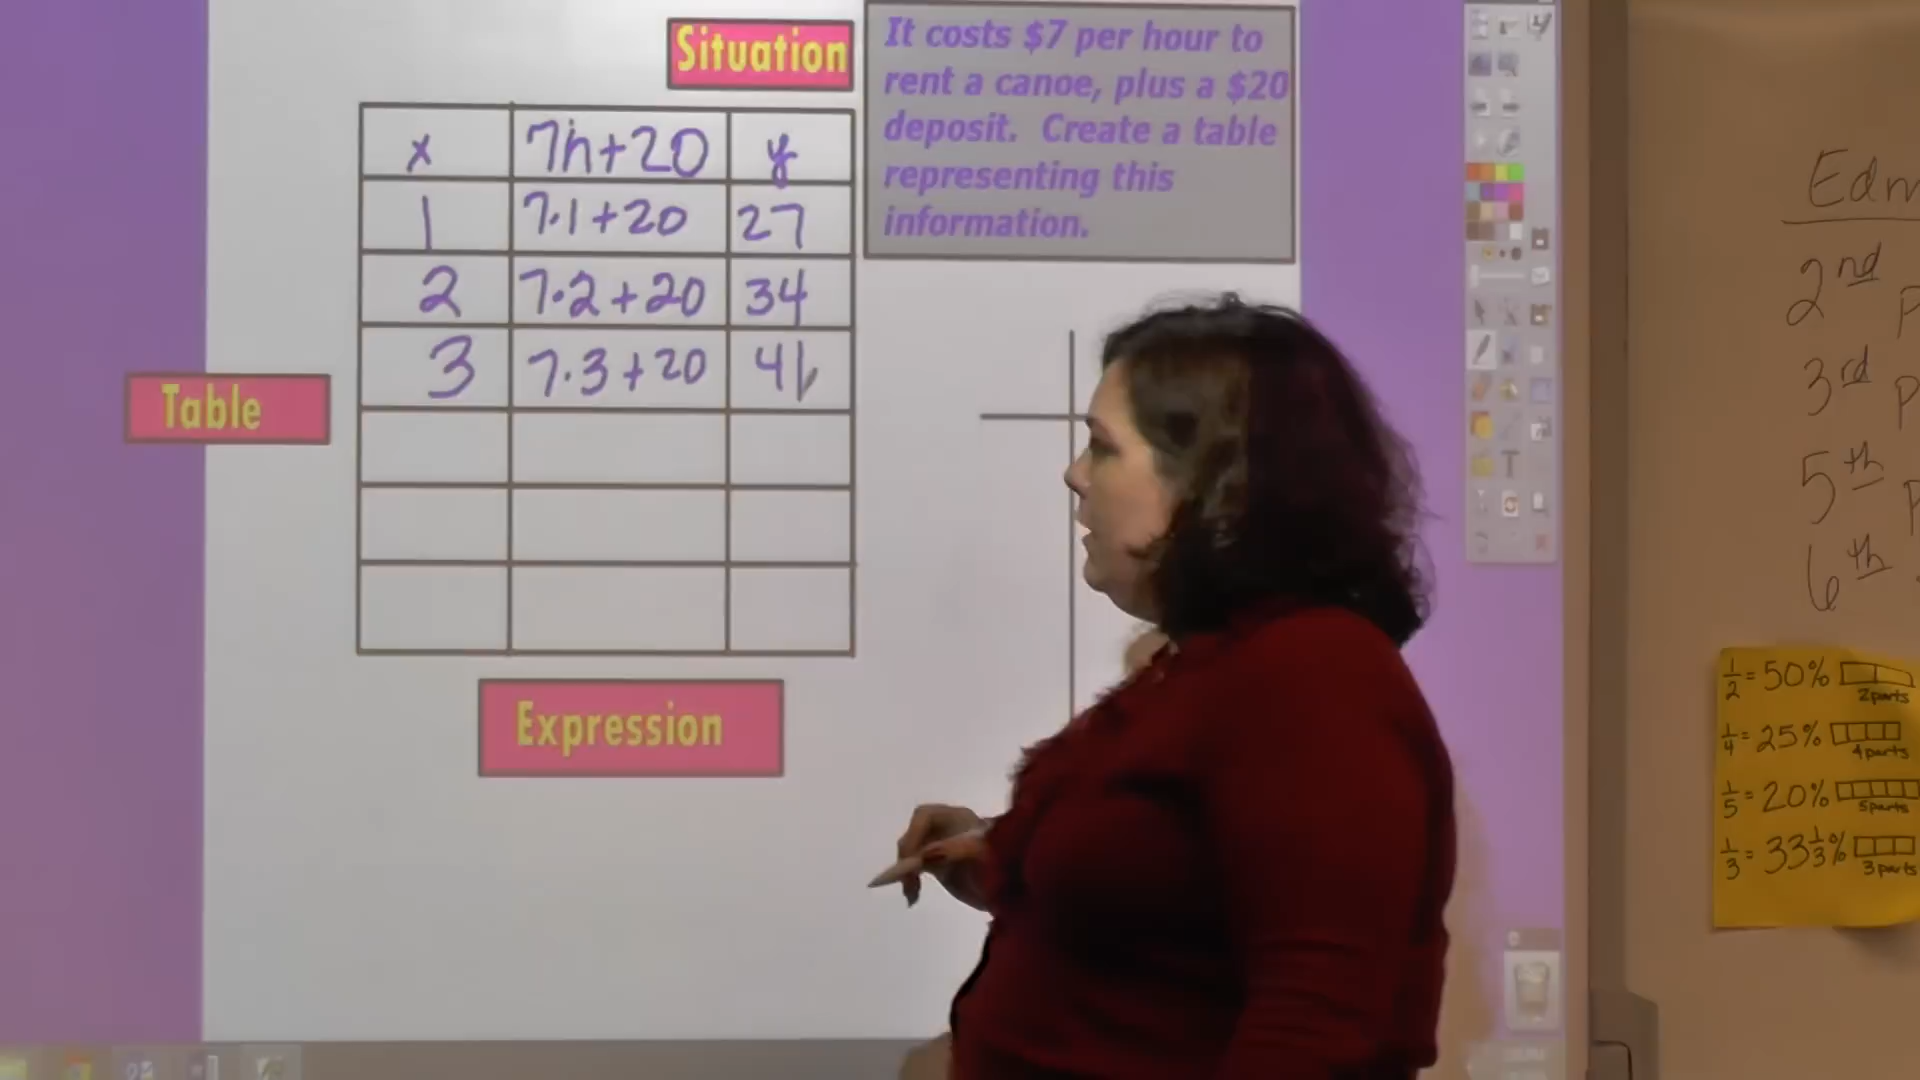 Situation
It costs $7 per hour to
rent a canoe, plus a $20
deposit. Create a table
representing this
information.
x 7h+20 y
1 7·1+20 27
2 7·2+20 34
3 7·3+20 41
Table
Expression
2nd
3rd
5th
6th
1/2 = 50%
2 parts
1/4 = 25%
4 parts
1/5 = 20%
5 parts
1/3 = 33 1/3%
3 parts